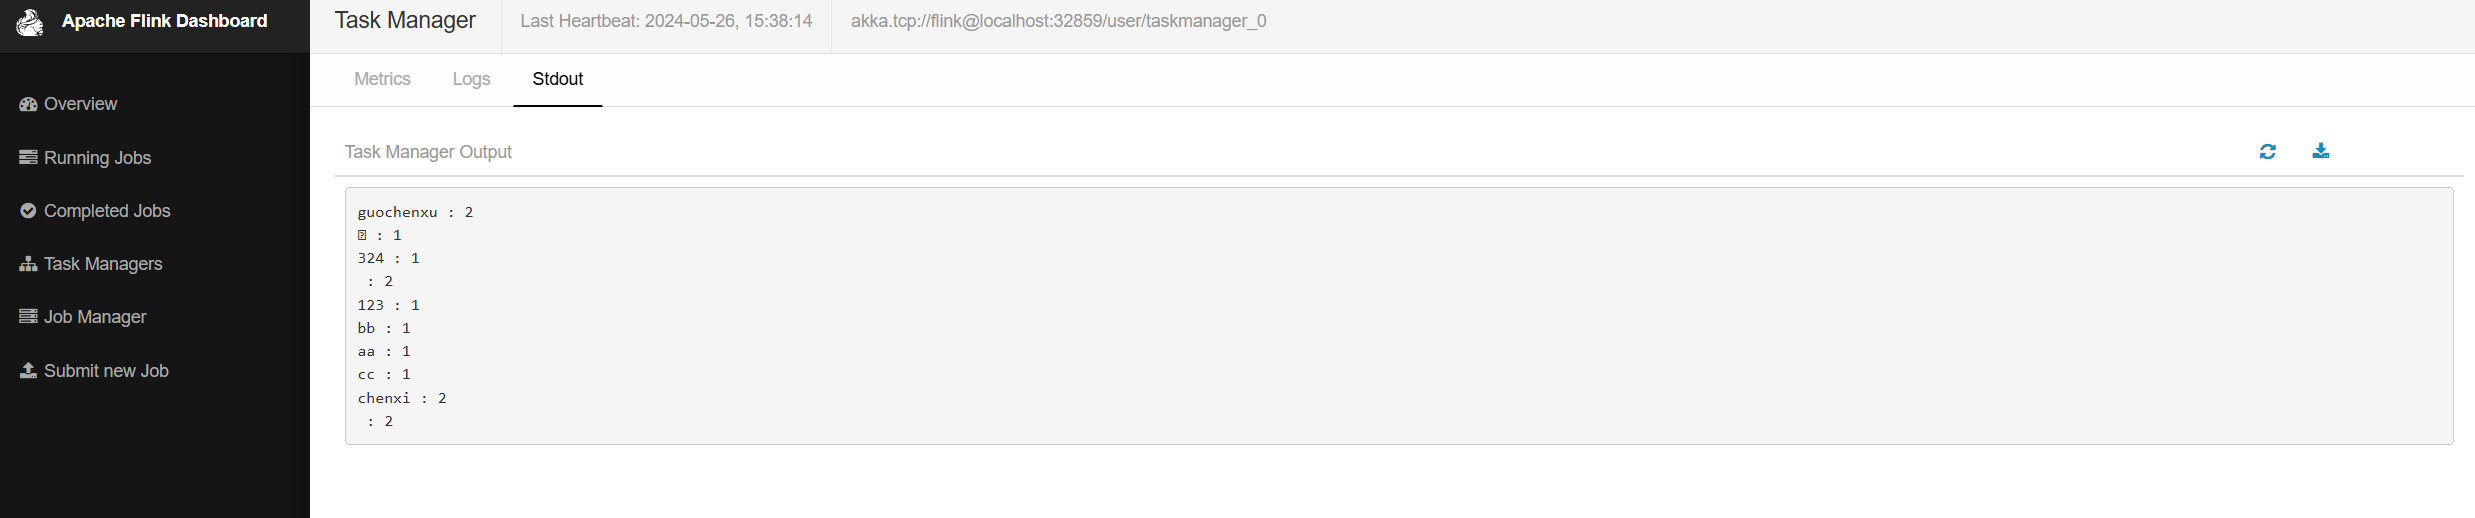 Apache Flink Dashboard
Task Manager
Last Heartbeat: 2024-05-26, 15:38:14
akka.tcp://flink@localhost:32859/user/taskmanager_0
Overview
Running Jobs
Completed Jobs
Task Managers
Job Manager
Submit new Job
Metrics
Logs
Stdout
Task Manager Output
guochenxu : 2
: 1
324 : 1
: 2
123 : 1
bb : 1
aa : 1
cc : 1
chenxi : 2
: 2